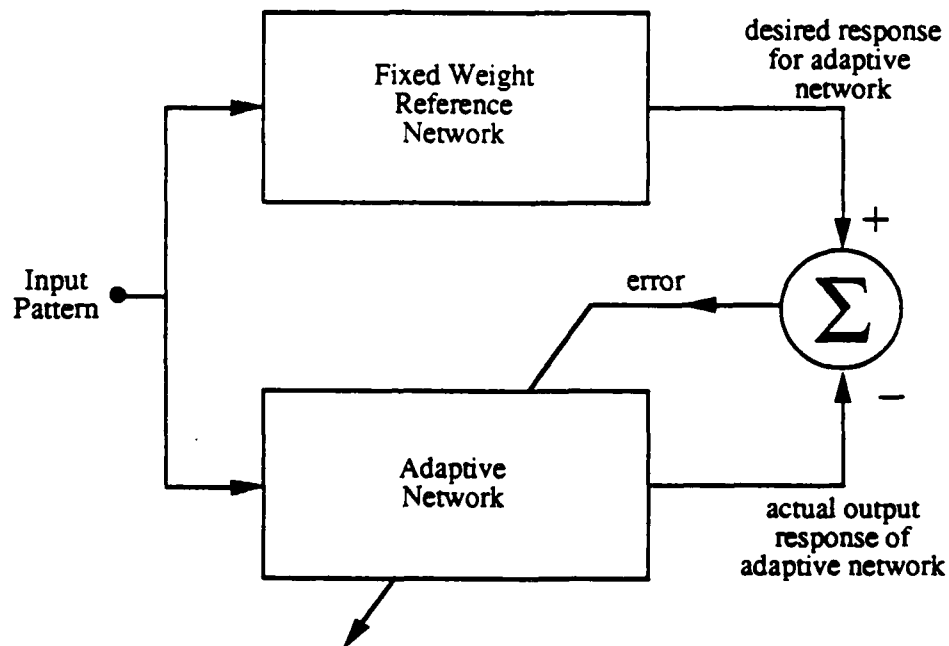 desired response
for adaptive
network
Fixed Weight
Reference
Network
+
Input
Pattern
error
Σ
−
Adaptive
Network
actual output
response of
adaptive network